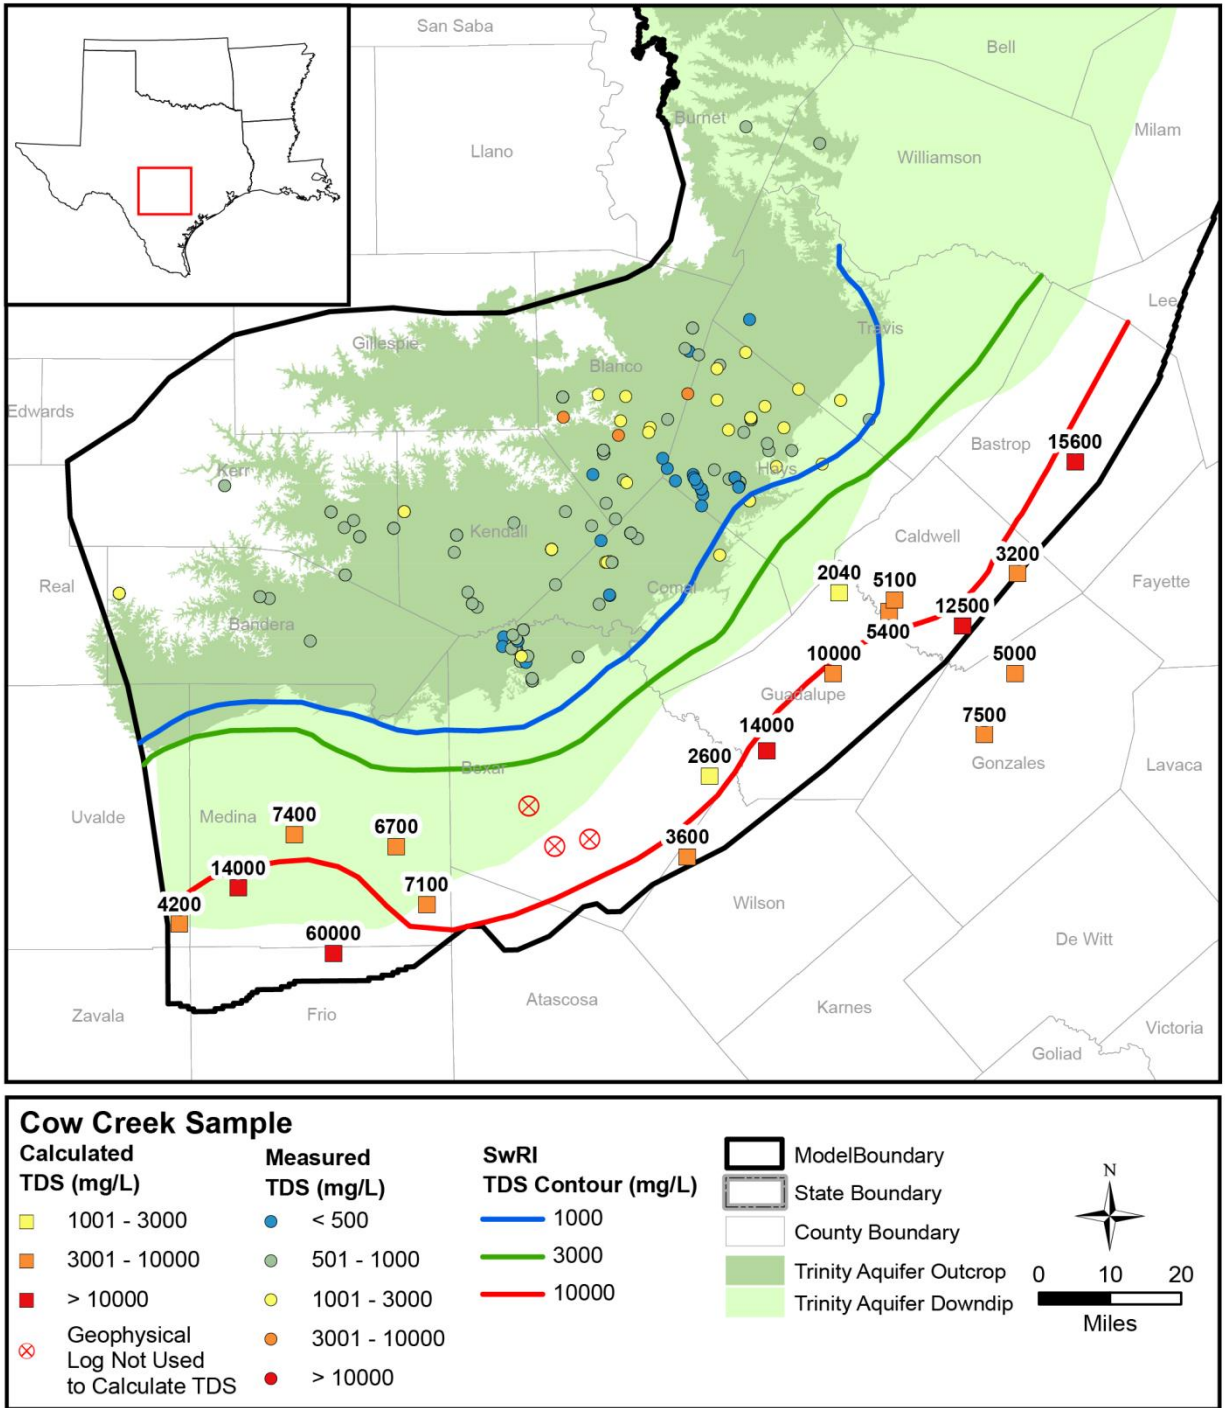 San Saba
Bell
Burnet
Milam
Llano
Williamson
Lee
Travis
Gillespie
Blanco
Edwards
Bastrop
15600
Kerr
Hays
Caldwell
Kendall
3200
Real
2040
5100
Fayette
Comal
12500
Bandera
5400
10000
5000
Guadalupe
14000
7500
2600
Bexar
Gonzales
Lavaca
Uvalde
Medina
7400
6700
3600
14000
7100
4200
Wilson
60000
De Witt
Atascosa
Karnes
Zavala
Frio
Victoria
Goliad
Cow Creek Sample
Calculated
TDS (mg/L)
1001 - 3000
3001 - 10000
> 10000
Geophysical
Log Not Used
to Calculate TDS
Measured
TDS (mg/L)
< 500
501 - 1000
1001 - 3000
3001 - 10000
> 10000
SwRI
TDS Contour (mg/L)
1000
3000
10000
ModelBoundary
State Boundary
County Boundary
Trinity Aquifer Outcrop
Trinity Aquifer Downdip
N
0 10 20
Miles